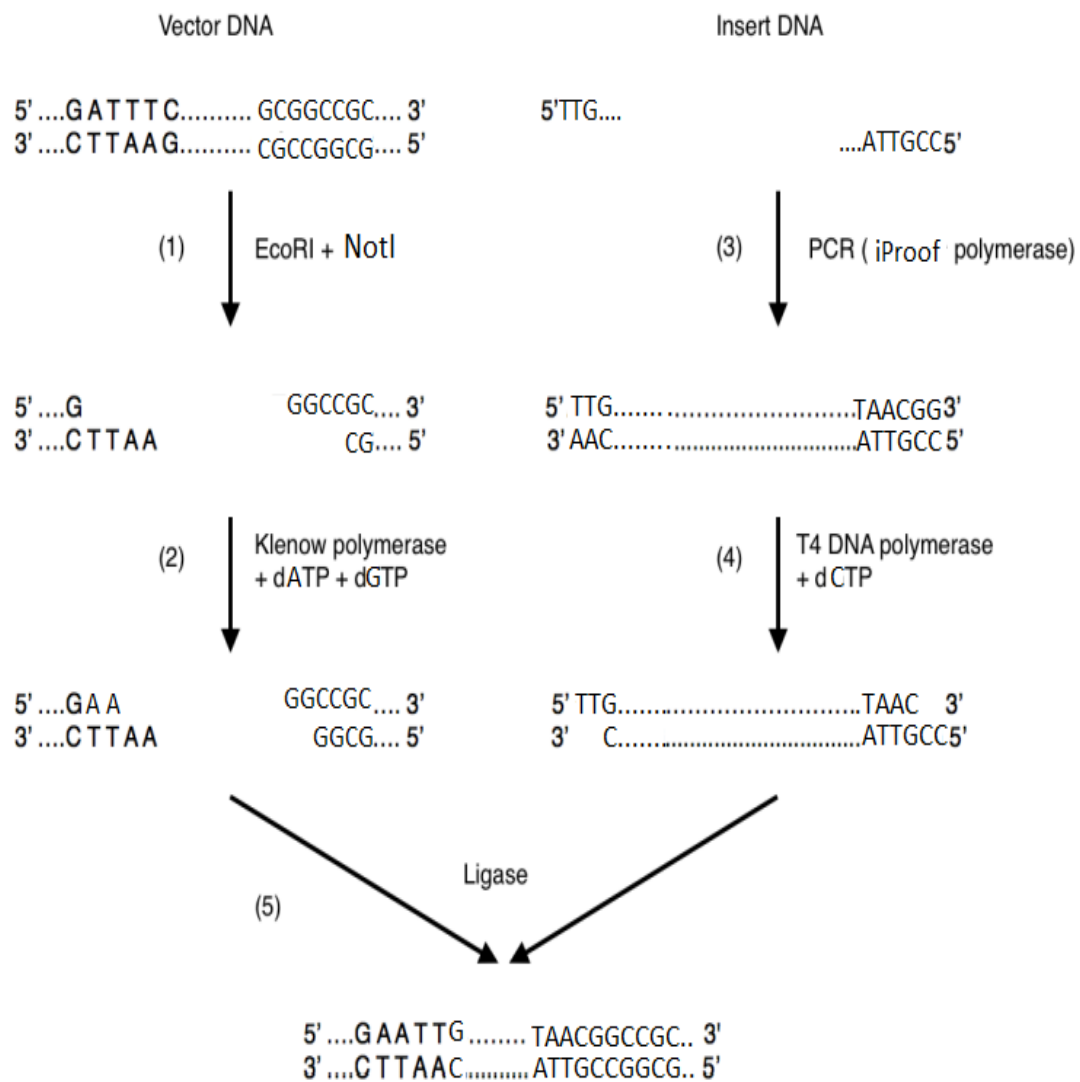 Vector DNA
Insert DNA
5' ....GATTTC.......... GCGGCCGC.... 3'
3' ....CTTAAG.......... CGCCGGCG.... 5'
5'TTG....
....ATTGCC5'
(1) EcoRI + NotI
(3) PCR ( iProof polymerase)
5' ....G GGCCGC.... 3'
3' ....CTTAA CG.... 5'
5' TTG..................................TAACGG3'
3' AAC..................................ATTGCC 5'
(2) Klenow polymerase
+ dATP + dGTP
(4) T4 DNA polymerase
+ dCTP
5' ....GAA GGCCGC.... 3'
3' ....CTTAA GGCG.... 5'
5' TTG..................................TAAC 3'
3' C..................................ATTGCC5'
Ligase
(5)
5' ....GAATTG........ TAACGGCCGC.. 3'
3' ....CTTAAC........... ATTGCCGGCG.. 5'